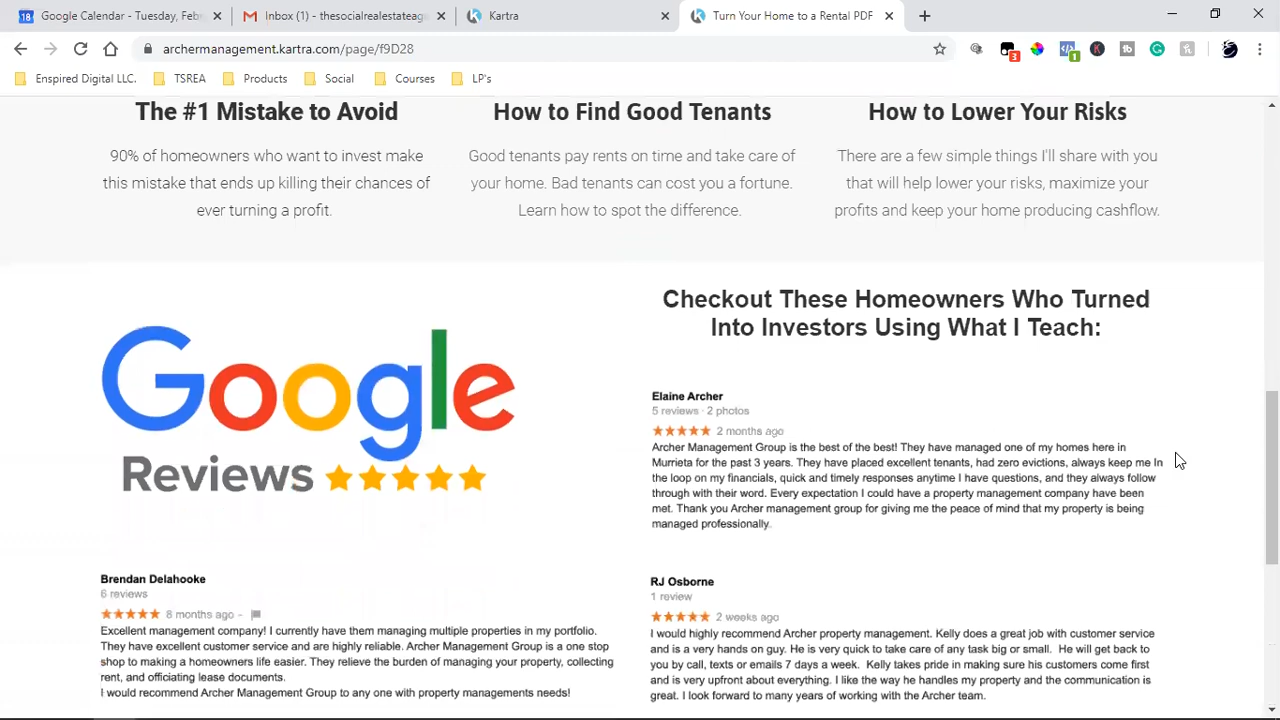 Google Calendar - Tuesday, Feb
Inbox (1) - thesocialrealestateag
Kartra
Turn Your Home to a Rental PDF
archermanagement.kartra.com/page/f9D28
3
1
Enspired Digital LLC.
TSREA
Products
Social
Courses
LP's
The #1 Mistake to Avoid
90% of homeowners who want to invest make
this mistake that ends up killing their chances of
ever turning a profit.
How to Find Good Tenants
Good tenants pay rents on time and take care of
your home. Bad tenants can cost you a fortune.
Learn how to spot the difference.
How to Lower Your Risks
There are a few simple things I'll share with you
that will help lower your risks, maximize your
profits and keep your home producing cashflow.
Google
Reviews
Checkout These Homeowners Who Turned
Into Investors Using What I Teach:
Elaine Archer
5 reviews · 2 photos
2 months ago
Archer Management Group is the best of the best! They have managed one of my homes here in
Murrieta for the past 3 years. They have placed excellent tenants, had zero evictions, always keep me In
the loop on my financials, quick and timely responses anytime I have questions, and they always follow
through with their word. Every expectation I could have a property management company have been
met. Thank you Archer management group for giving me the peace of mind that my property is being
managed professionally.
Brendan Delahooke
6 reviews
8 months ago -
Excellent management company! I currently have them managing multiple properties in my portfolio.
They have excellent customer service and are highly reliable. Archer Management Group is a one stop
shop to making a homeowners life easier. They relieve the burden of managing your property, collecting
rent, and officiating lease documents.
I would recommend Archer Management Group to any one with property managements needs!
RJ Osborne
1 review
2 weeks ago
I would highly recommend Archer property management. Kelly does a great job with customer service
and is a very hands on guy. He is very quick to take care of any task big or small. He will get back to
you by call, texts or emails 7 days a week. Kelly takes pride in making sure his customers come first
and is very upfront about everything. I like the way he handles my property and the communication is
great. I look forward to many years of working with the Archer team.